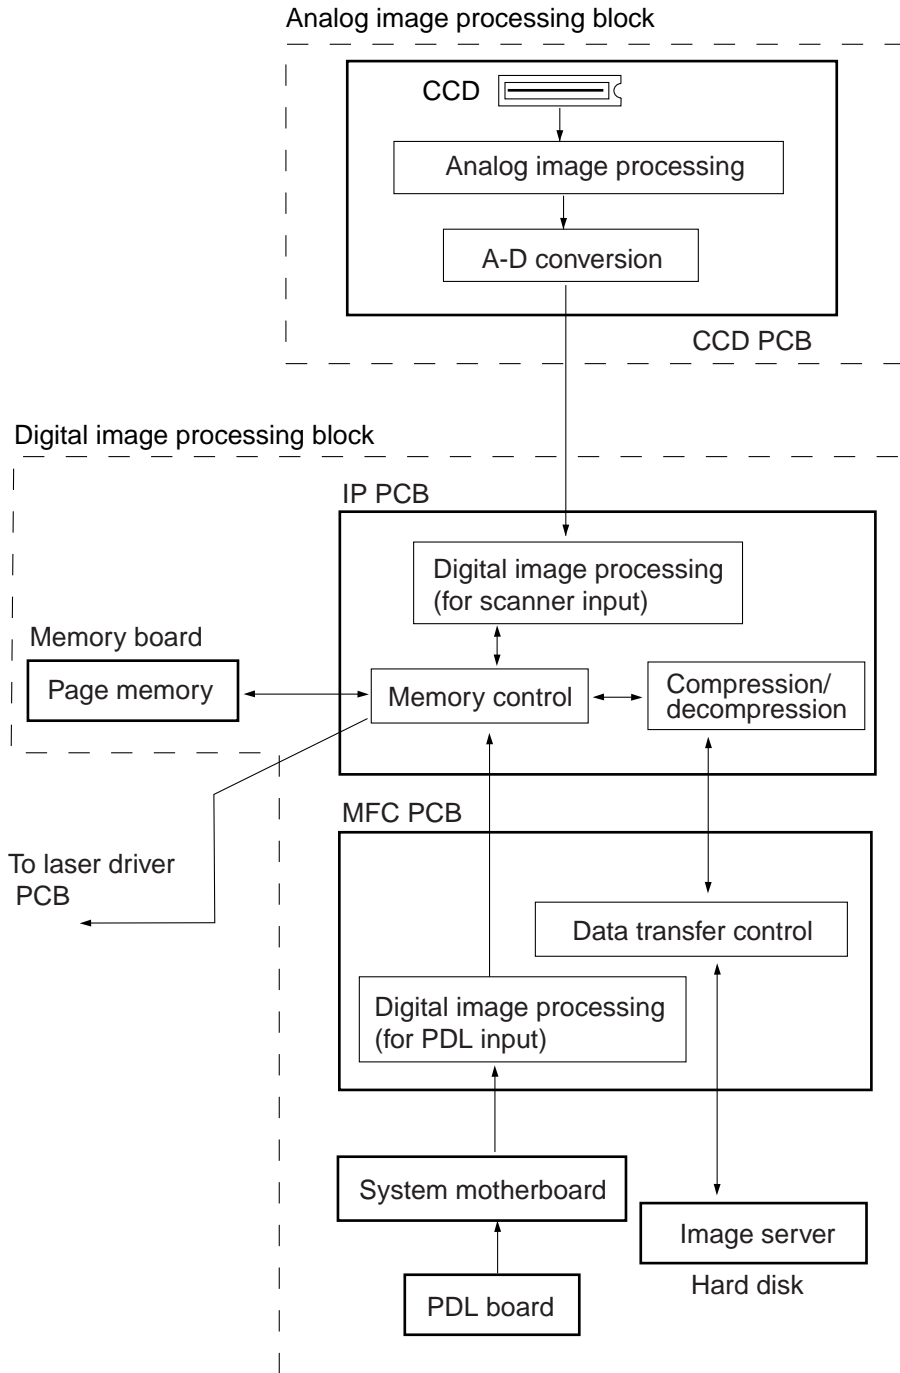 Analog image processing block
CCD
Analog image processing
A-D conversion
CCD PCB
Digital image processing block
IP PCB
Digital image processing
(for scanner input)
Memory board
Page memory
Memory control
Compression/
decompression
MFC PCB
To laser driver
PCB
Data transfer control
Digital image processing
(for PDL input)
System motherboard
Image server
Hard disk
PDL board